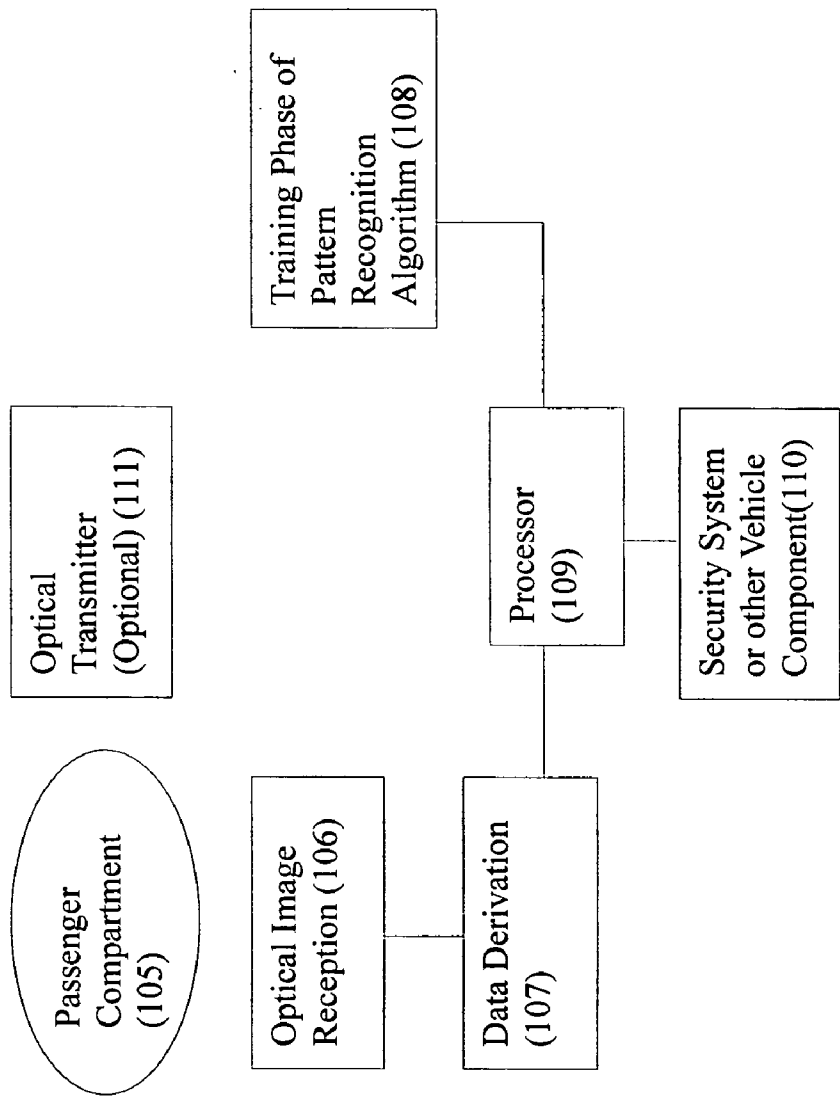 Passenger
Compartment
(105)
Optical
Transmitter
(Optional) (111)
Optical Image
Reception (106)
Training Phase of
Pattern
Recognition
Algorithm (108)
Data Derivation
(107)
Processor
(109)
Security System
or other Vehicle
Component(110)